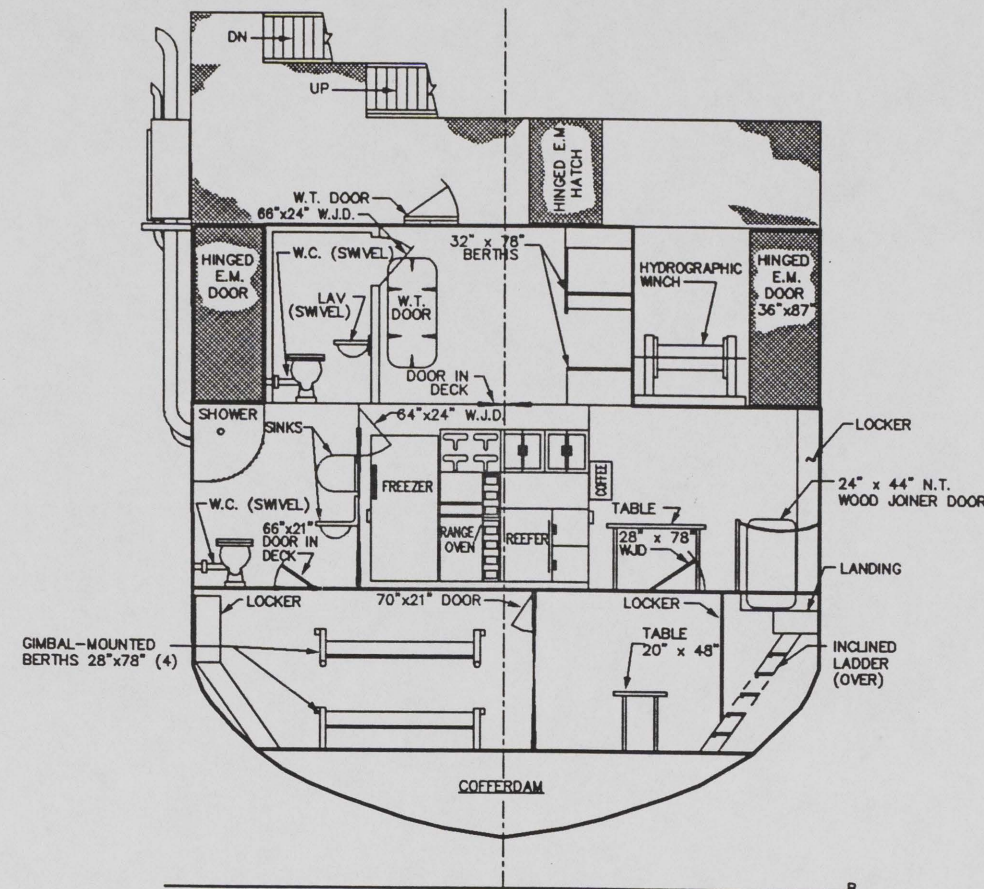 DN
UP
HINGED E.M.
HATCH
W.T. DOOR
66"x24" W.J.D.
32" x 78"
BERTHS
HINGED
E.M.
DOOR
W.C. (SWIVEL)
LAV
(SWIVEL)
W.T.
DOOR
HYDROGRAPHIC
WINCH
HINGED
E.M.
DOOR
36"x87"
DOOR IN
DECK
64"x24" W.J.D.
SHOWER
SINKS
LOCKER
FREEZER
COFFEE
24" x 44" N.T.
WOOD JOINER DOOR
W.C. (SWIVEL)
66"x21"
DOOR IN
DECK
RANGE
OVEN
REEFER
TABLE
28" x 78"
WJD
LANDING
LOCKER
70"x21" DOOR
LOCKER
GIMBAL-MOUNTED
BERTHS 28"x78" (4)
TABLE
20" x 48"
INCLINED
LADDER
(OVER)
COFFERDAM